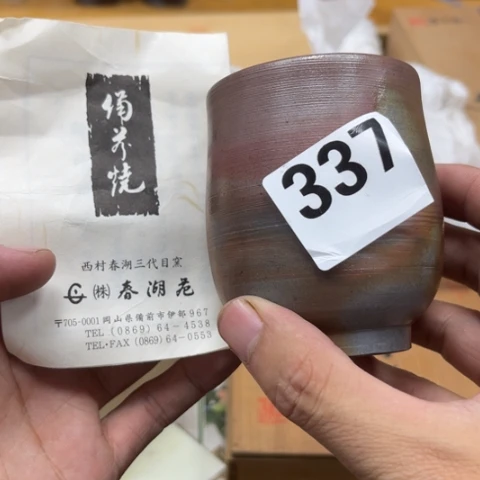 備前焼
西村春湖三代目窯
㈱春湖苑
〒705-0001 岡山県備前市伊部967
TEL (0869) 64-4538
TEL・FAX (0869) 64-0553
337